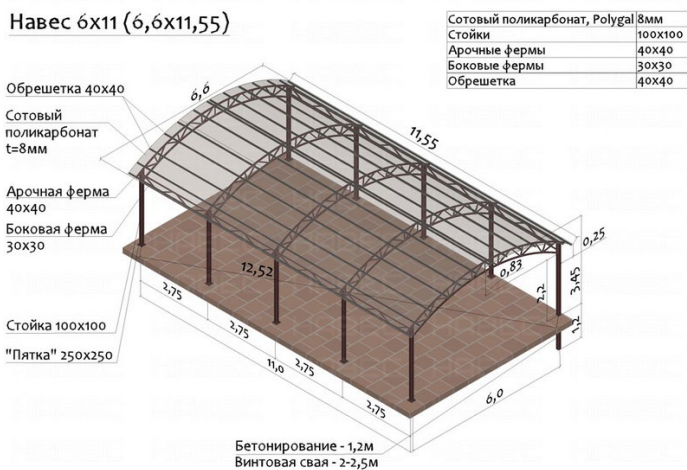 Навес 6х11 (6,6х11,55)
Сотовый поликарбонат, Polygal 8мм
Стойки 100х100
Арочные фермы 40х40
Боковые фермы 30х30
Обрешетка 40х40
Обрешетка 40х40
Сотовый
поликарбонат
t=8мм
Арочная ферма
40х40
Боковая ферма
30х30
Стойка 100х100
"Пятка" 250х250
6,6
11,55
0,25
0,83
3,45
2,2
1,2
12,52
2,75
2,75
2,75
2,75
11,0
6,0
Бетонирование - 1,2м
Винтовая свая - 2-2,5м